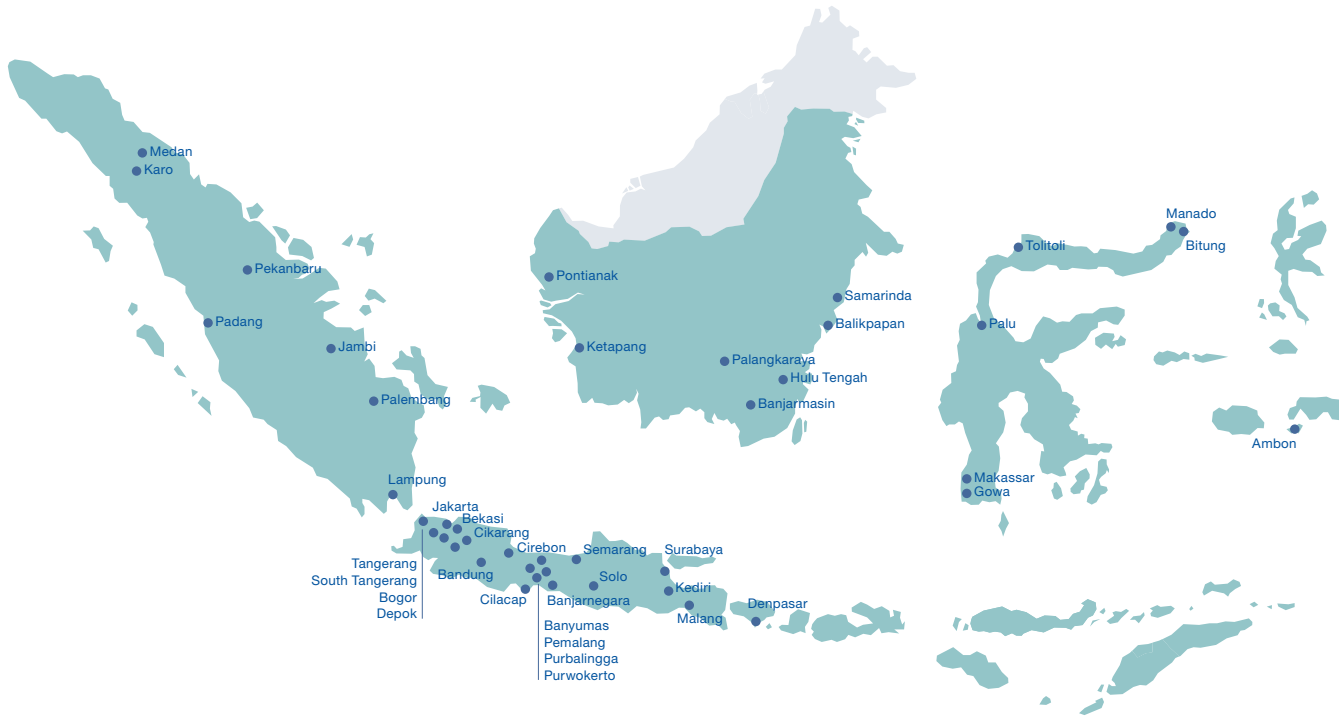 Medan
Karo
Pekanbaru
Padang
Jambi
Palembang
Lampung
Pontianak
Ketapang
Samarinda
Balikpapan
Palangkaraya
Hulu Tengah
Banjarmasin
Manado
Bitung
Tolitoli
Palu
Makassar
Gowa
Ambon
Jakarta
Bekasi
Cikarang
Tangerang
South Tangerang
Bogor
Depok
Bandung
Cirebon
Cilacap
Banjarnegara
Banyumas
Pemalang
Purbalingga
Purwokerto
Semarang
Solo
Surabaya
Kediri
Malang
Denpasar